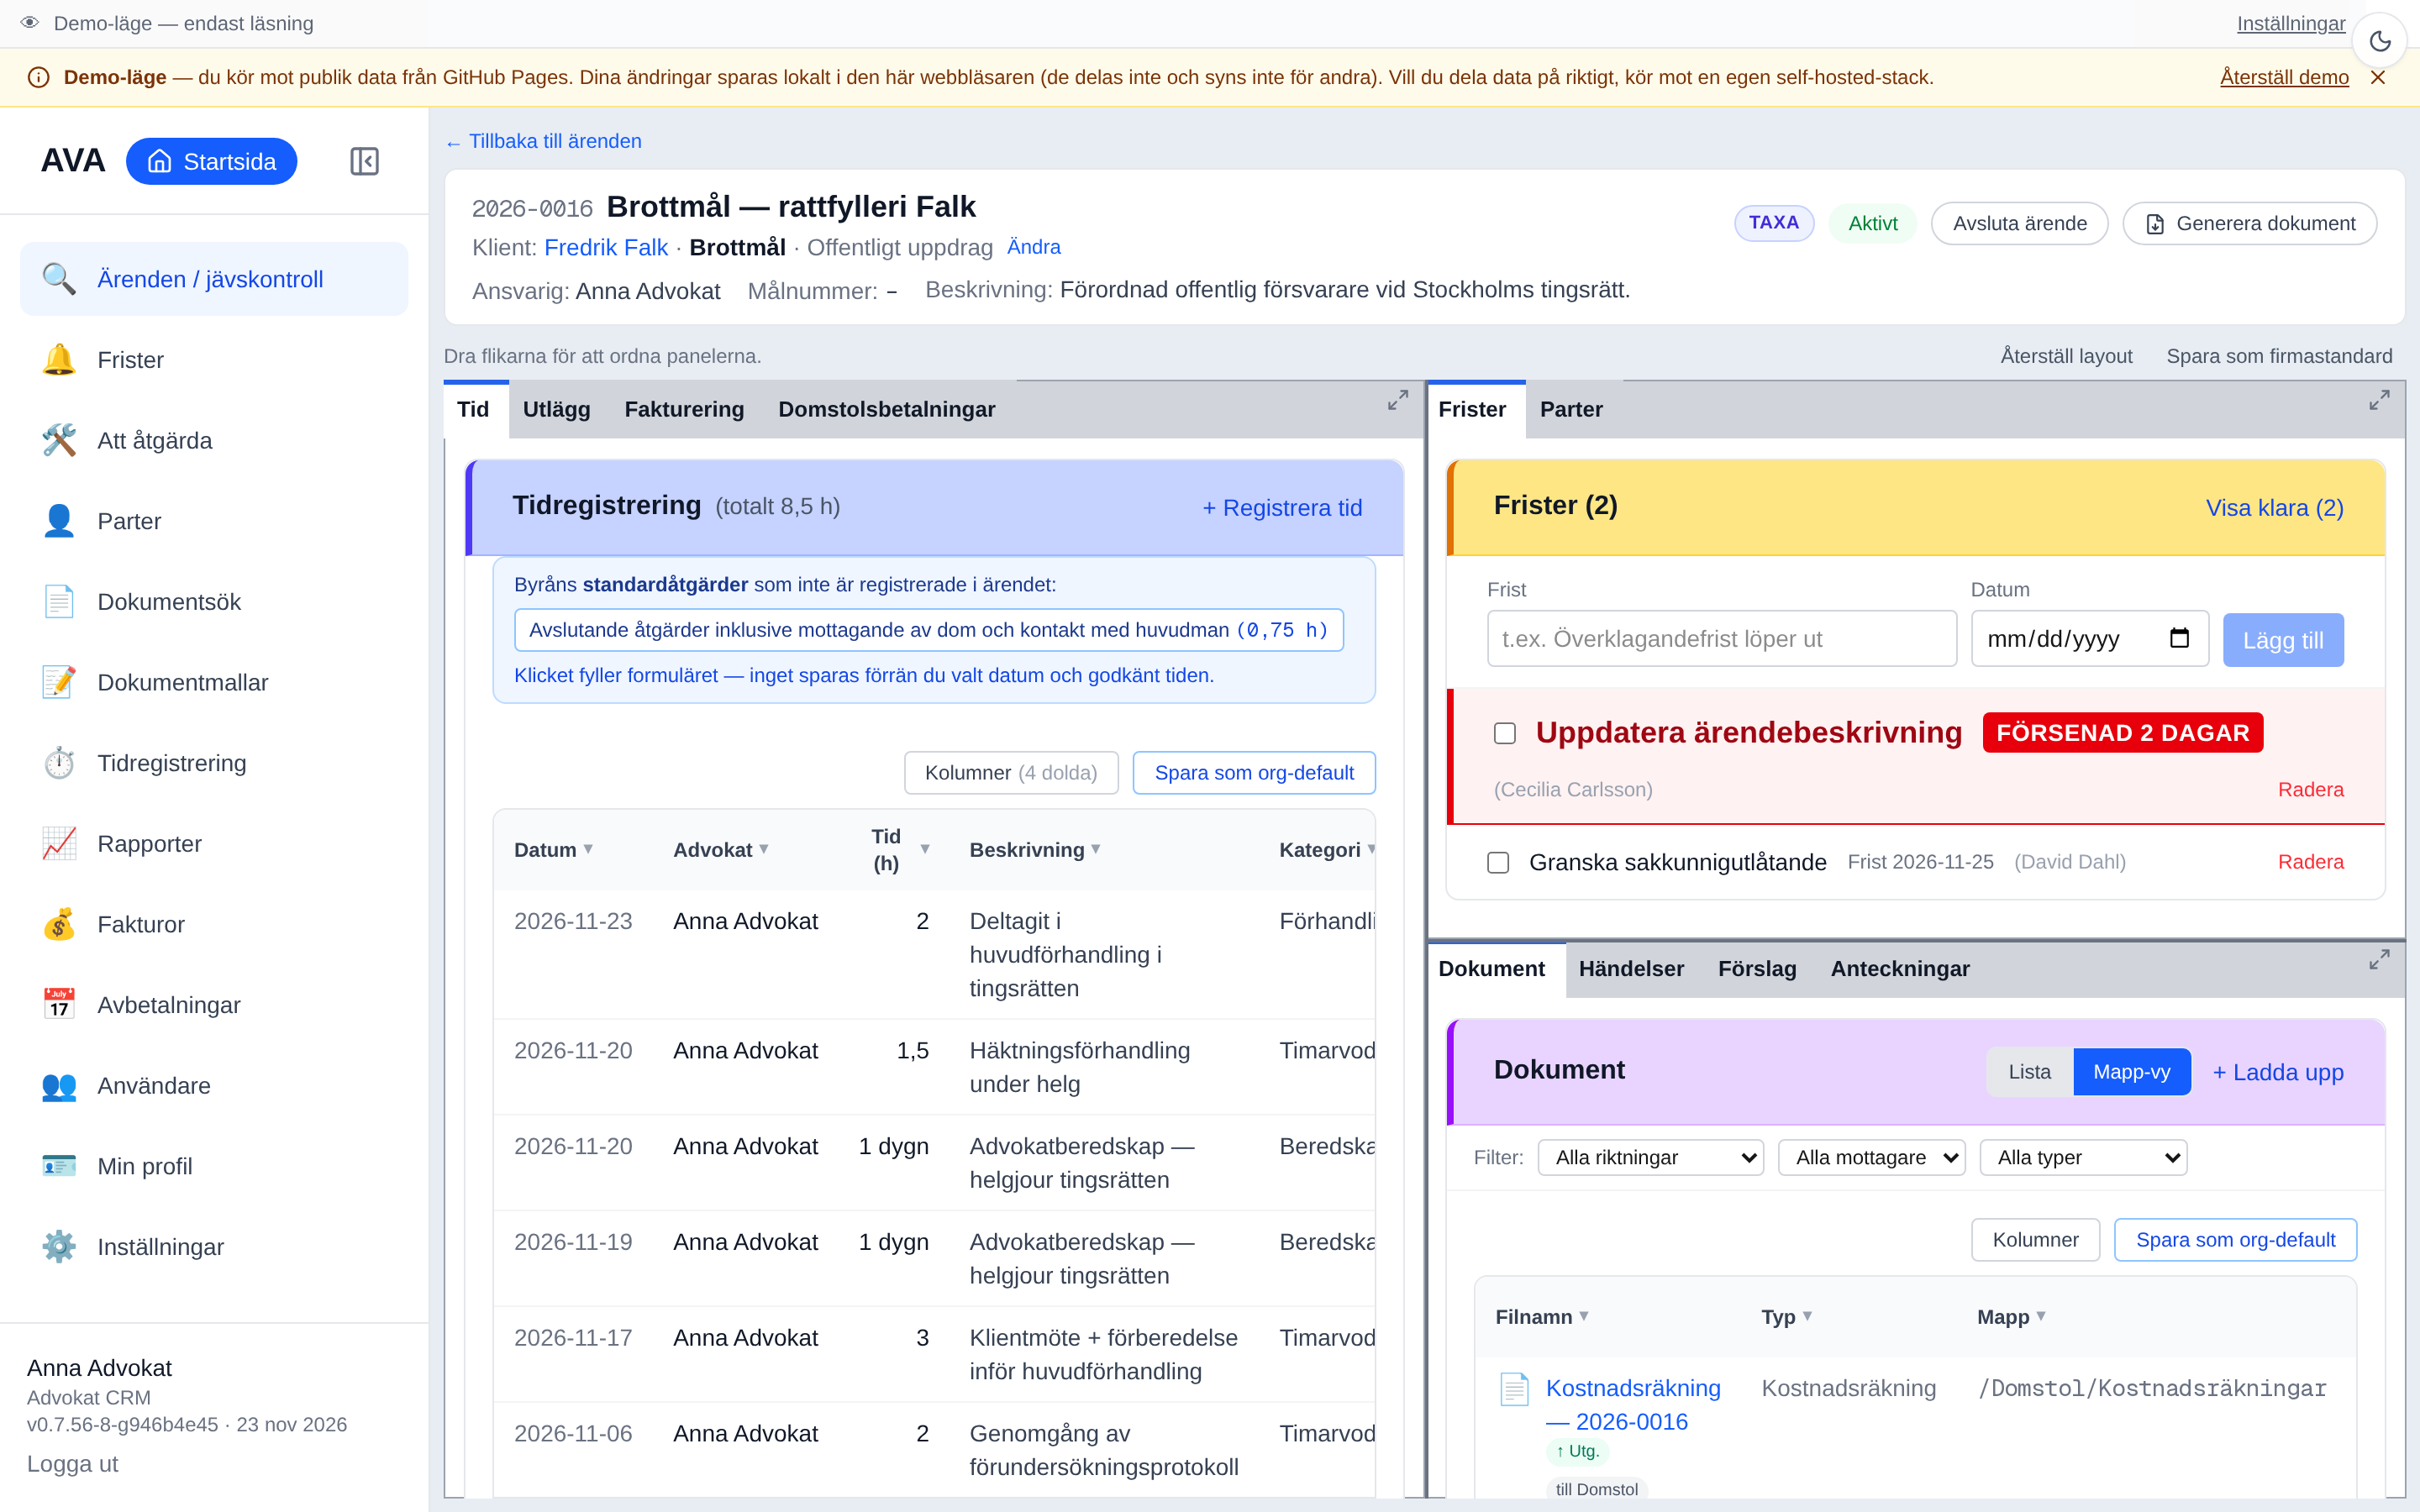 Demo-läge — endast läsning
Inställningar
Demo-läge — du kör mot publik data från GitHub Pages. Dina ändringar sparas lokalt i den här webbläsaren (de delas inte och syns inte för andra). Vill du dela data på riktigt, kör mot en egen self-hosted-stack.
Återställ demo
AVA
Startsida
Ärenden / jävskontroll
Frister
Att åtgärda
Parter
Dokumentsök
Dokumentmallar
Tidregistrering
Rapporter
Fakturor
Avbetalningar
Användare
Min profil
Inställningar
Anna Advokat
Advokat CRM
v0.7.56-8-g946b4e45 · 23 nov 2026
Logga ut
← Tillbaka till ärenden
2026-0016 Brottmål — rattfylleri Falk
Klient: Fredrik Falk · Brottmål · Offentligt uppdrag Ändra
Ansvarig: Anna Advokat Målnummer: – Beskrivning: Förordnad offentlig försvarare vid Stockholms tingsrätt.
TAXA
Aktivt
Avsluta ärende
Generera dokument
Dra flikarna för att ordna panelerna.
Återställ layout
Spara som firmastandard
Tid Utlägg Fakturering Domstolsbetalningar
Tidregistrering (totalt 8,5 h)
+ Registrera tid
Byråns standardåtgärder som inte är registrerade i ärendet:
Avslutande åtgärder inklusive mottagande av dom och kontakt med huvudman (0,75 h)
Klicket fyller formuläret — inget sparas förrän du valt datum och godkänt tiden.
Kolumner (4 dolda)
Spara som org-default
Datum ▼ Advokat ▼ Tid (h) ▼ Beskrivning ▼ Kategori ▼
2026-11-23 Anna Advokat 2 Deltagit i huvudförhandling i tingsrätten Förhandli
2026-11-20 Anna Advokat 1,5 Häktningsförhandling under helg Timarvod
2026-11-20 Anna Advokat 1 dygn Advokatberedskap — helgjour tingsrätten Beredska
2026-11-19 Anna Advokat 1 dygn Advokatberedskap — helgjour tingsrätten Beredska
2026-11-17 Anna Advokat 3 Klientmöte + förberedelse inför huvudförhandling Timarvod
2026-11-06 Anna Advokat 2 Genomgång av förundersökningsprotokoll Timarvod
Frister Parter
Frister (2)
Visa klara (2)
Frist
Datum
t.ex. Överklagandefrist löper ut
mm/dd/yyyy
Lägg till
Uppdatera ärendebeskrivning FÖRSENAD 2 DAGAR
(Cecilia Carlsson)
Radera
Granska sakkunnigutlåtande Frist 2026-11-25 (David Dahl)
Radera
Dokument Händelser Förslag Anteckningar
Dokument
Lista
Mapp-vy
+ Ladda upp
Filter: Alla riktningar Alla mottagare Alla typer
Kolumner
Spara som org-default
Filnamn ▼ Typ ▼ Mapp ▼
Kostnadsräkning — 2026-0016 Kostnadsräkning /Domstol/Kostnadsräkningar
↑ Utg.
till Domstol